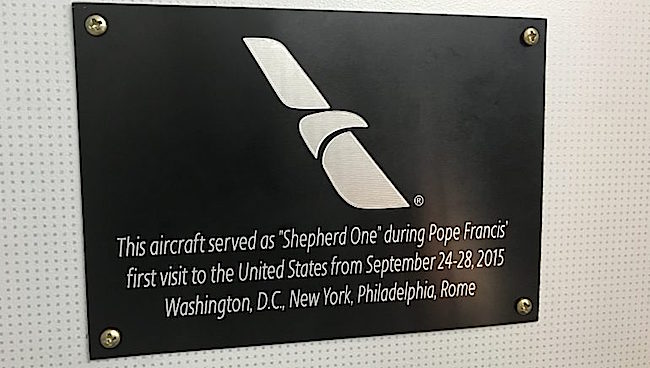 ®
This aircraft served as "Shepherd One" during Pope Francis'
first visit to the United States from September 24-28, 2015
Washington, D.C., New York, Philadelphia, Rome